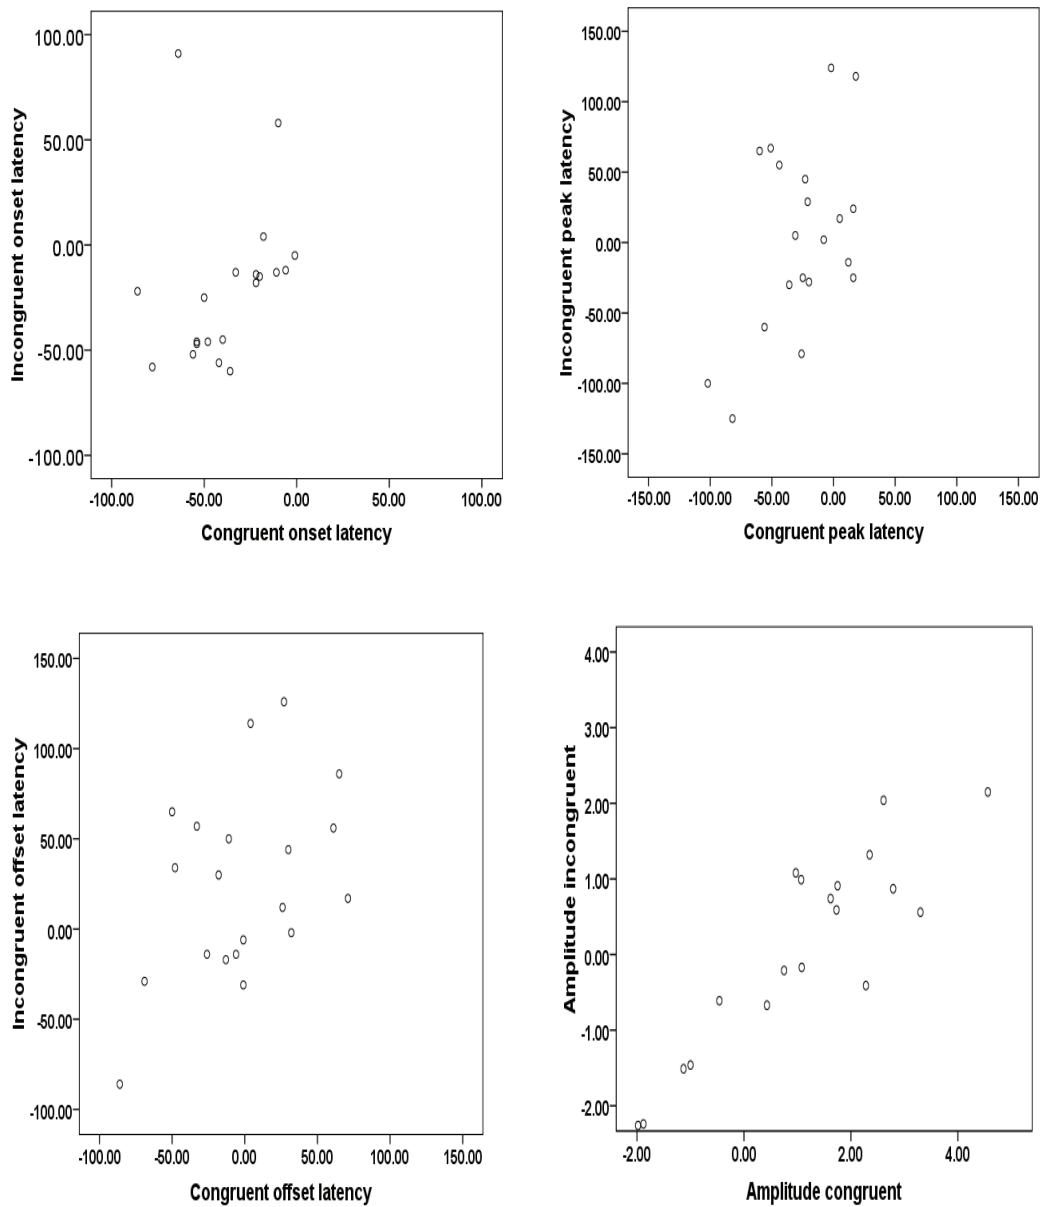 100.00
50.00
0.00
-50.00
-100.00
Incongruent onset latency
-100.00 -50.00 0.00 50.00 100.00
Congruent onset latency
150.00
100.00
50.00
0.00
-50.00
-100.00
-150.00
Incongruent peak latency
-150.00 -100.00 -50.00 0.00 50.00 100.00 150.00
Congruent peak latency
150.00
100.00
50.00
0.00
-50.00
-100.00
Incongruent offset latency
-100.00 -50.00 0.00 50.00 100.00 150.00
Congruent offset latency
4.00
3.00
2.00
1.00
0.00
-1.00
-2.00
Amplitude incongruent
-2.00 0.00 2.00 4.00
Amplitude congruent